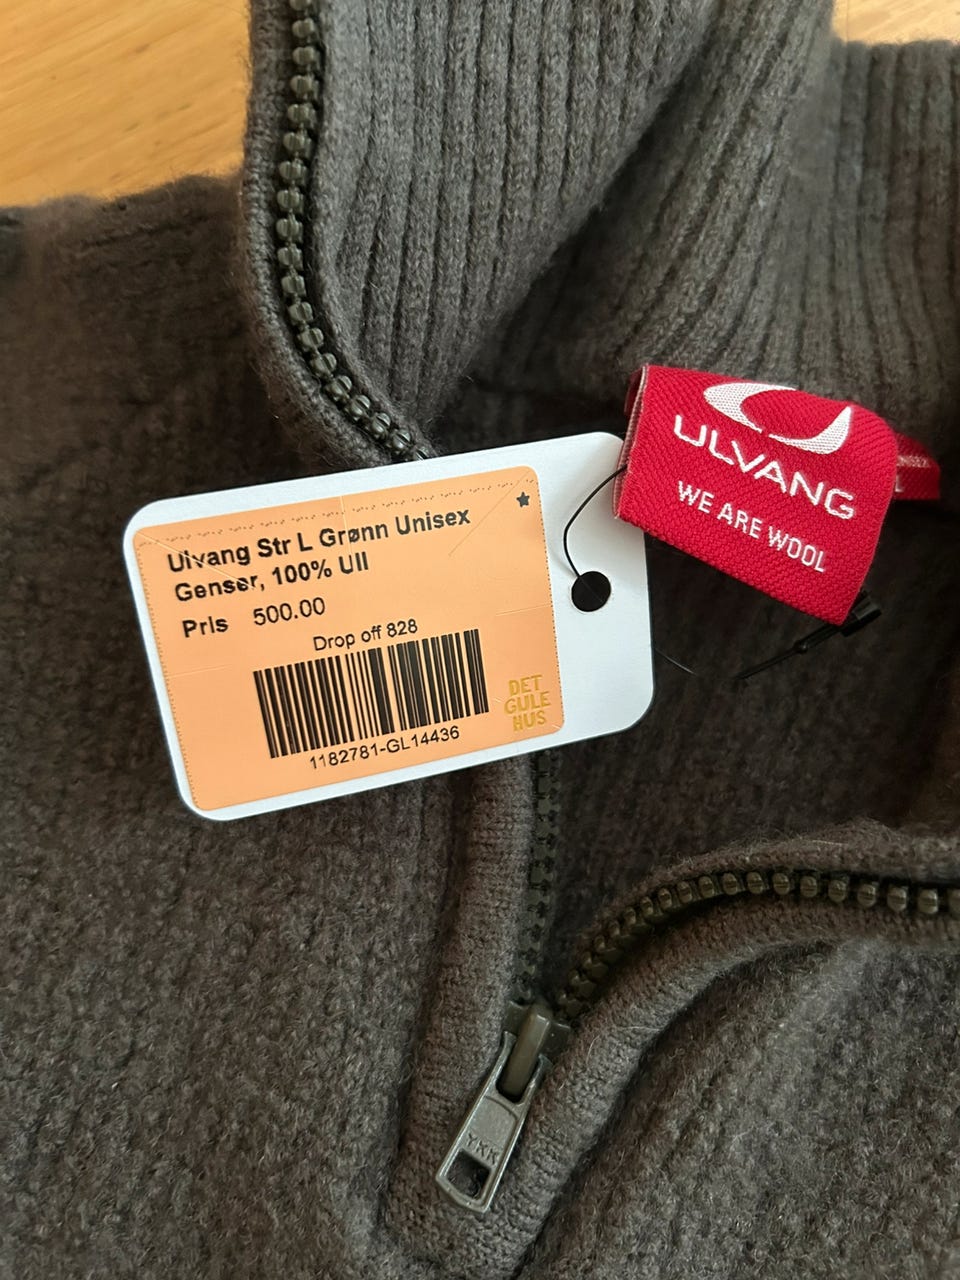 Ulvang Str L Grønn Unisex
Genser, 100% Ull
Pris 500.00
Drop off 828
1182781-GL14436
DET
GULE
HUS
ULVANG
WE ARE WOOL
UNISEX
L
YKK